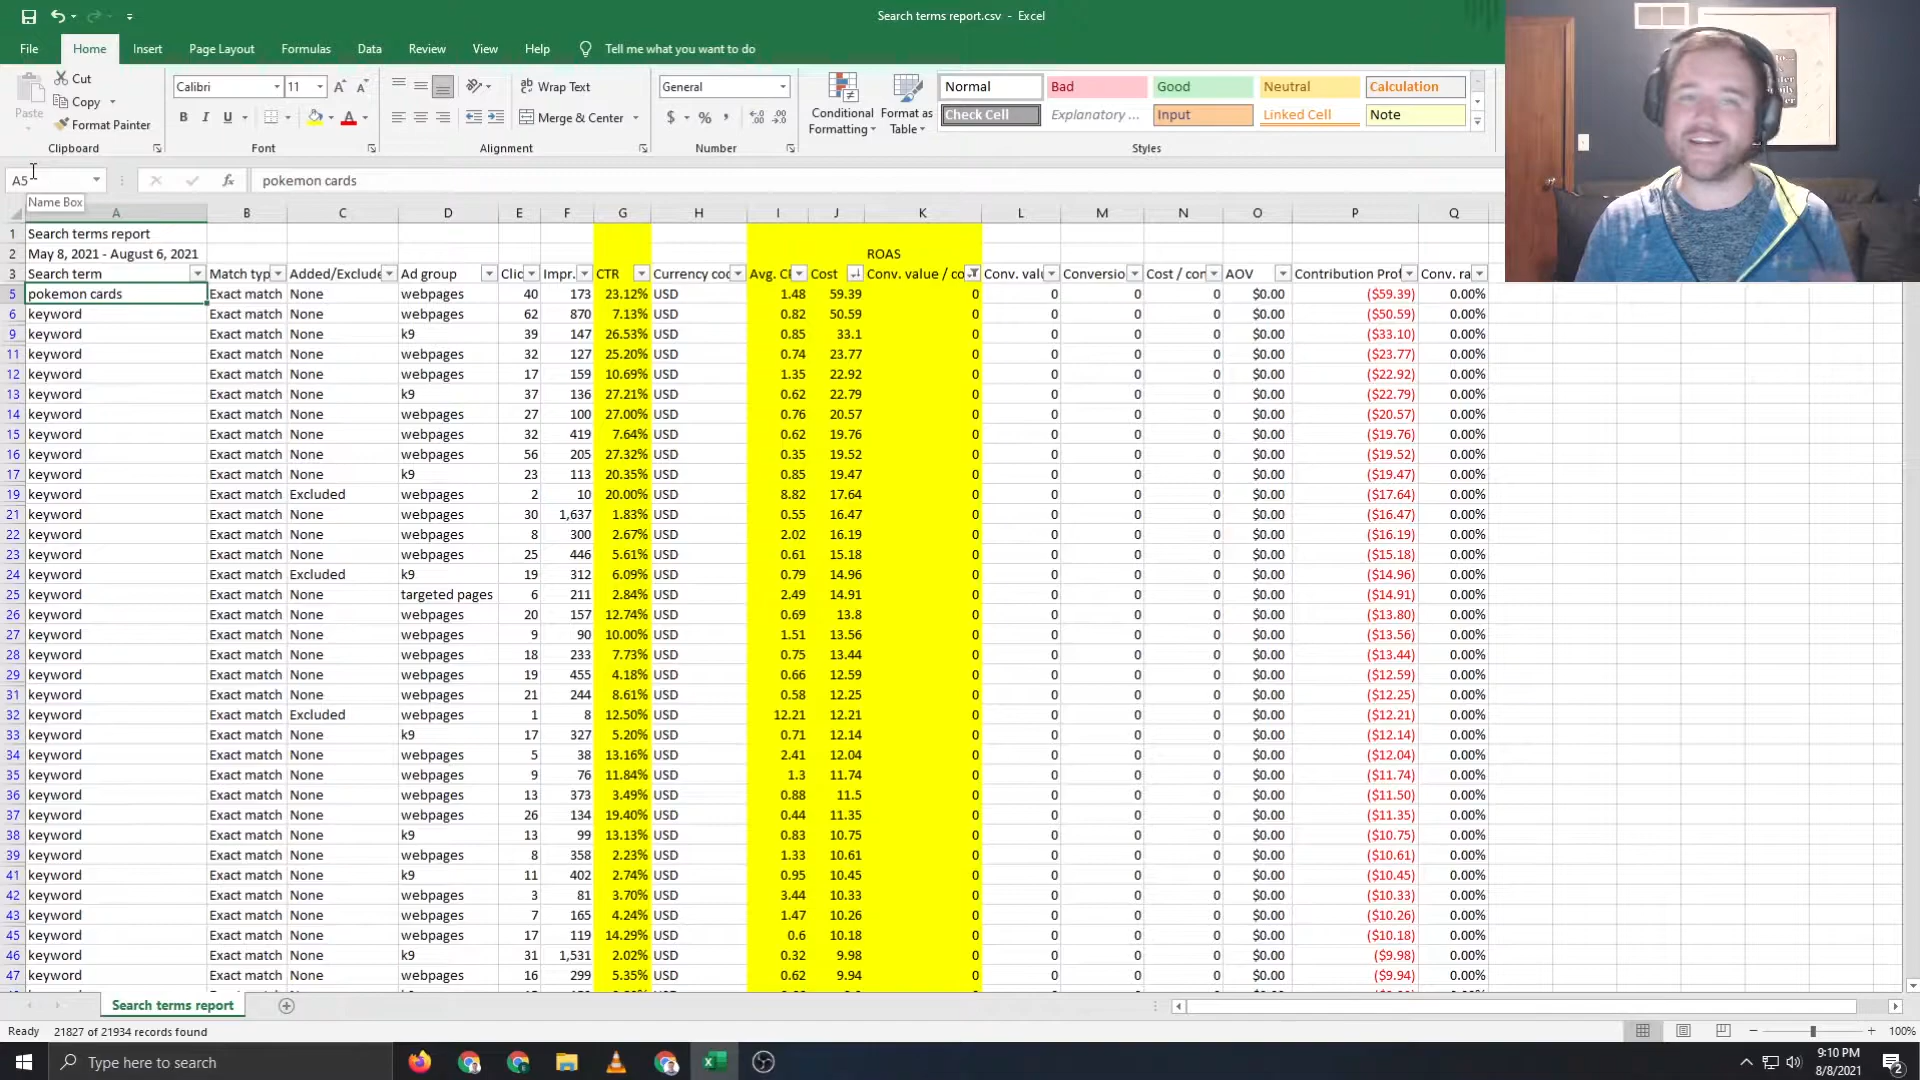 Search terms report.csv - Excel
File Home Insert Page Layout Formulas Data Review View Help Tell me what you want to do
Paste Cut Copy Format Painter Clipboard
Calibri 11 A A B I U A Font
Wrap Text Merge & Center Alignment
General $ % , Number
Conditional Formatting Format as Table
Normal Bad Good Neutral Calculation
Check Cell Explanatory ... Input Linked Cell Note
Styles
A5 fx pokemon cards
Name Box
A B C D E F G H I J K L M N O P Q
1 Search terms report
2 May 8, 2021 - August 6, 2021 ROAS
3 Search term Match typ Added/Exclude Ad group Clic Impr. CTR Currency coc Avg. CI Cost Conv. value / co Conv. valu Conversio Cost / con AOV Contribution Prof Conv. ra
5 pokemon cards Exact match None webpages 40 173 23.12% USD 1.48 59.39 0 0 0 0 $0.00 ($59.39) 0.00%
6 keyword Exact match None webpages 62 870 7.13% USD 0.82 50.59 0 0 0 0 $0.00 ($50.59) 0.00%
9 keyword Exact match None k9 39 147 26.53% USD 0.85 33.1 0 0 0 0 $0.00 ($33.10) 0.00%
11 keyword Exact match None webpages 32 127 25.20% USD 0.74 23.77 0 0 0 0 $0.00 ($23.77) 0.00%
12 keyword Exact match None webpages 17 159 10.69% USD 1.35 22.92 0 0 0 0 $0.00 ($22.92) 0.00%
13 keyword Exact match None k9 37 136 27.21% USD 0.62 22.79 0 0 0 0 $0.00 ($22.79) 0.00%
14 keyword Exact match None webpages 27 100 27.00% USD 0.76 20.57 0 0 0 0 $0.00 ($20.57) 0.00%
15 keyword Exact match None webpages 32 419 7.64% USD 0.62 19.76 0 0 0 0 $0.00 ($19.76) 0.00%
16 keyword Exact match None webpages 56 205 27.32% USD 0.35 19.52 0 0 0 0 $0.00 ($19.52) 0.00%
17 keyword Exact match None k9 23 113 20.35% USD 0.85 19.47 0 0 0 0 $0.00 ($19.47) 0.00%
19 keyword Exact match Excluded webpages 2 10 20.00% USD 8.82 17.64 0 0 0 0 $0.00 ($17.64) 0.00%
21 keyword Exact match None webpages 30 1,637 1.83% USD 0.55 16.47 0 0 0 0 $0.00 ($16.47) 0.00%
22 keyword Exact match None webpages 8 300 2.67% USD 2.02 16.19 0 0 0 0 $0.00 ($16.19) 0.00%
23 keyword Exact match None webpages 25 446 5.61% USD 0.61 15.18 0 0 0 0 $0.00 ($15.18) 0.00%
24 keyword Exact match Excluded k9 19 312 6.09% USD 0.79 14.96 0 0 0 0 $0.00 ($14.96) 0.00%
25 keyword Exact match None targeted pages 6 211 2.84% USD 2.49 14.91 0 0 0 0 $0.00 ($14.91) 0.00%
26 keyword Exact match None webpages 20 157 12.74% USD 0.69 13.8 0 0 0 0 $0.00 ($13.80) 0.00%
27 keyword Exact match None webpages 9 90 10.00% USD 1.51 13.56 0 0 0 0 $0.00 ($13.56) 0.00%
28 keyword Exact match None webpages 18 233 7.73% USD 0.75 13.44 0 0 0 0 $0.00 ($13.44) 0.00%
29 keyword Exact match None webpages 19 455 4.18% USD 0.66 12.59 0 0 0 0 $0.00 ($12.59) 0.00%
31 keyword Exact match None webpages 21 244 8.61% USD 0.58 12.25 0 0 0 0 $0.00 ($12.25) 0.00%
32 keyword Exact match Excluded webpages 1 8 12.50% USD 12.21 12.21 0 0 0 0 $0.00 ($12.21) 0.00%
33 keyword Exact match None k9 17 327 5.20% USD 0.71 12.14 0 0 0 0 $0.00 ($12.14) 0.00%
34 keyword Exact match None webpages 5 38 13.16% USD 2.41 12.04 0 0 0 0 $0.00 ($12.04) 0.00%
35 keyword Exact match None webpages 9 76 11.84% USD 1.3 11.74 0 0 0 0 $0.00 ($11.74) 0.00%
36 keyword Exact match None webpages 13 373 3.49% USD 0.88 11.5 0 0 0 0 $0.00 ($11.50) 0.00%
37 keyword Exact match None webpages 26 134 19.40% USD 0.44 11.35 0 0 0 0 $0.00 ($11.35) 0.00%
38 keyword Exact match None k9 13 99 13.13% USD 0.83 10.75 0 0 0 0 $0.00 ($10.75) 0.00%
39 keyword Exact match None webpages 8 358 2.23% USD 1.33 10.61 0 0 0 0 $0.00 ($10.61) 0.00%
41 keyword Exact match None k9 11 402 2.74% USD 0.95 10.45 0 0 0 0 $0.00 ($10.45) 0.00%
42 keyword Exact match None webpages 3 81 3.70% USD 3.44 10.33 0 0 0 0 $0.00 ($10.33) 0.00%
43 keyword Exact match None webpages 7 165 4.24% USD 1.47 10.26 0 0 0 0 $0.00 ($10.26) 0.00%
45 keyword Exact match None webpages 17 119 14.29% USD 0.6 10.18 0 0 0 0 $0.00 ($10.18) 0.00%
46 keyword Exact match None k9 31 1,531 2.02% USD 0.32 9.98 0 0 0 0 $0.00 ($9.98) 0.00%
47 keyword Exact match None webpages 16 299 5.35% USD 0.62 9.94 0 0 0 0 $0.00 ($9.94) 0.00%
Search terms report
Ready 21827 of 21934 records found 100%
Type here to search 9:10 PM
8/8/2021 2